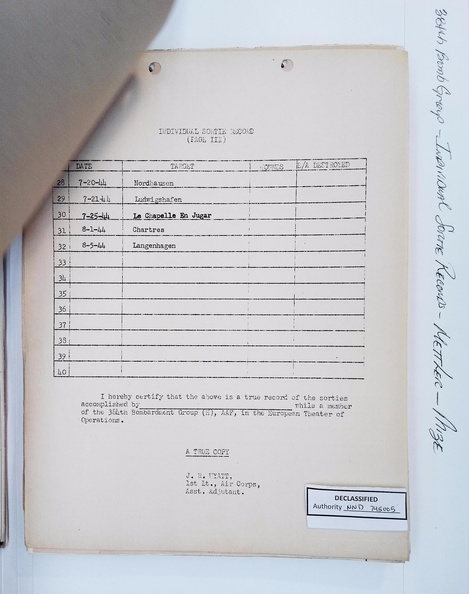 INDIVIDUAL SORTIE RECORD
(PAGE III)
DATE TARGET E/A DESTROYED
28 7-20-44 Nordhausen
29 7-21-44 Ludwigshafen
30 7-25-44 Le Chapelle En Jugar
31 8-1-44 Chartres
32 8-5-44 Langenhagen
33
34
35
36
37
38
39
40
I hereby certify that the above is a true record of the sorties
accomplished by while a member
of the 384th Bombardment Group (H), AAF, in the European Theater of
Operations.
A TRUE COPY
J. B. WYATT,
1st Lt., Air Corps,
Asst. Adjutant.
DECLASSIFIED
Authority NND 745005
384th Bomb Group - Individual Sortie Records - Mettler - Mize